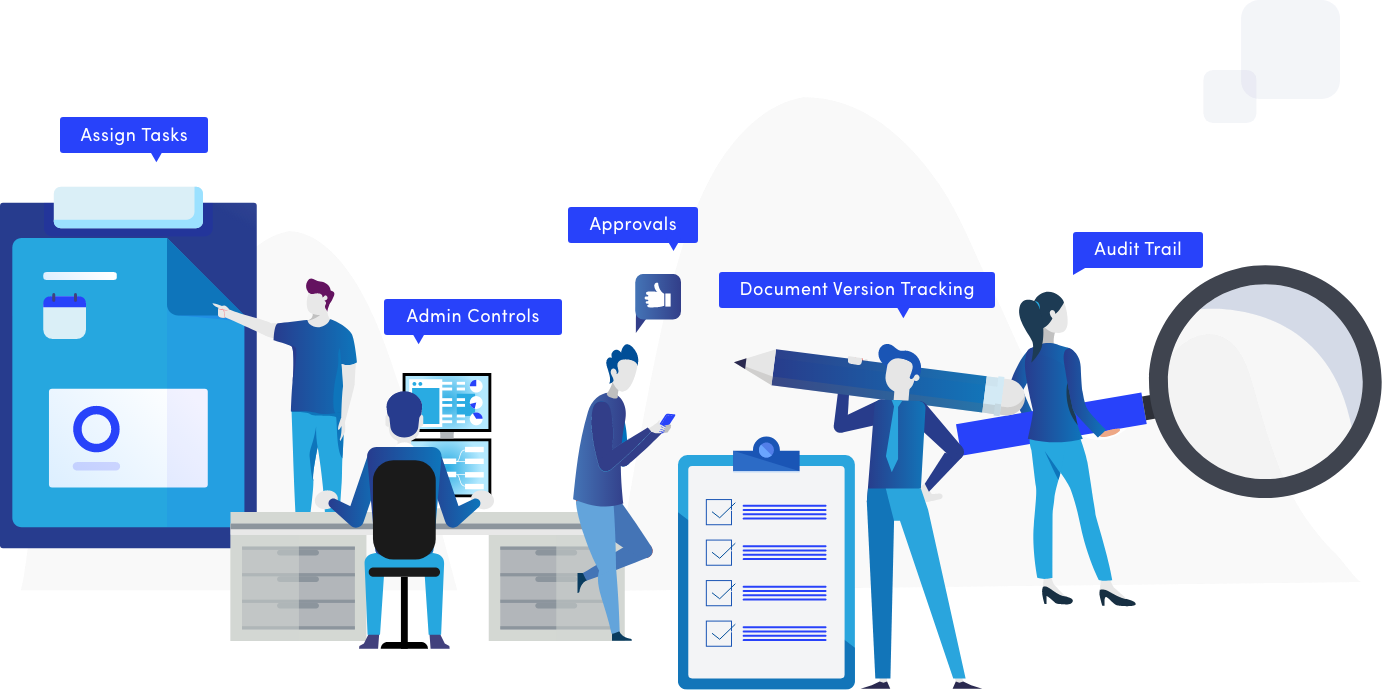 Assign Tasks
Approvals
Audit Trail
Document Version Tracking
Admin Controls